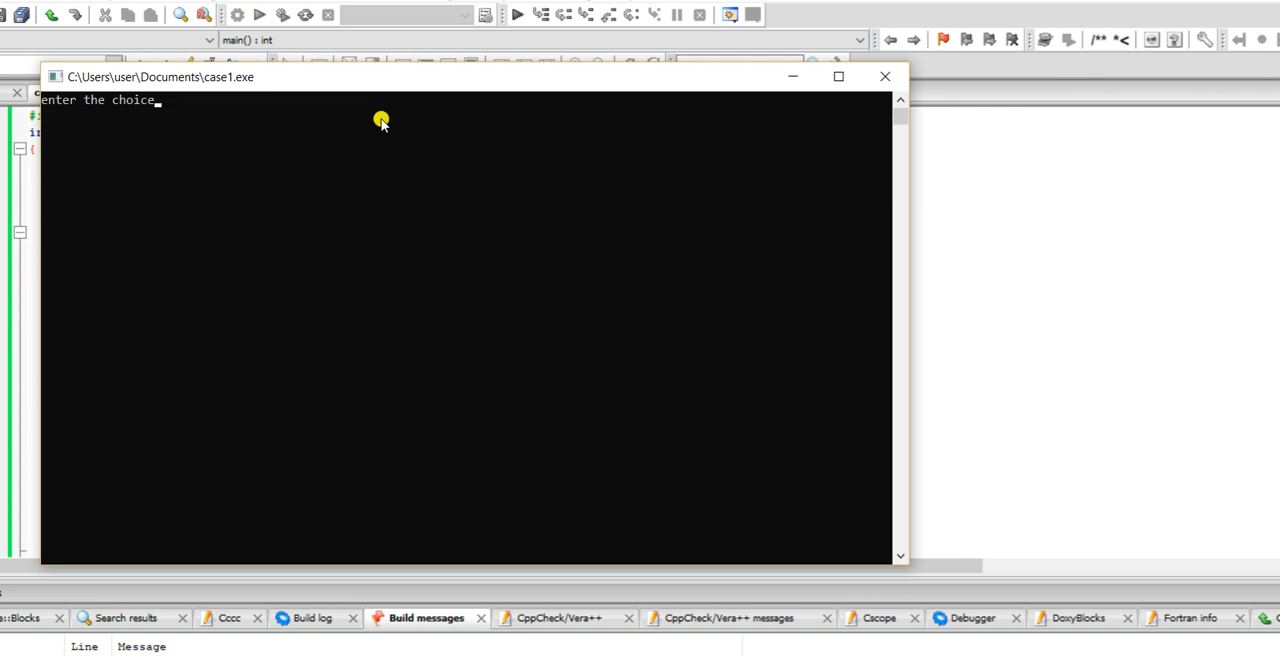 main() : int
/** *<
C:\Users\user\Documents\case1.exe
enter the choice
{
::Blocks
Search results
Cccc
Build log
Build messages
CppCheck/Vera++
CppCheck/Vera++ messages
Cscope
Debugger
DoxyBlocks
Fortran info
Line Message